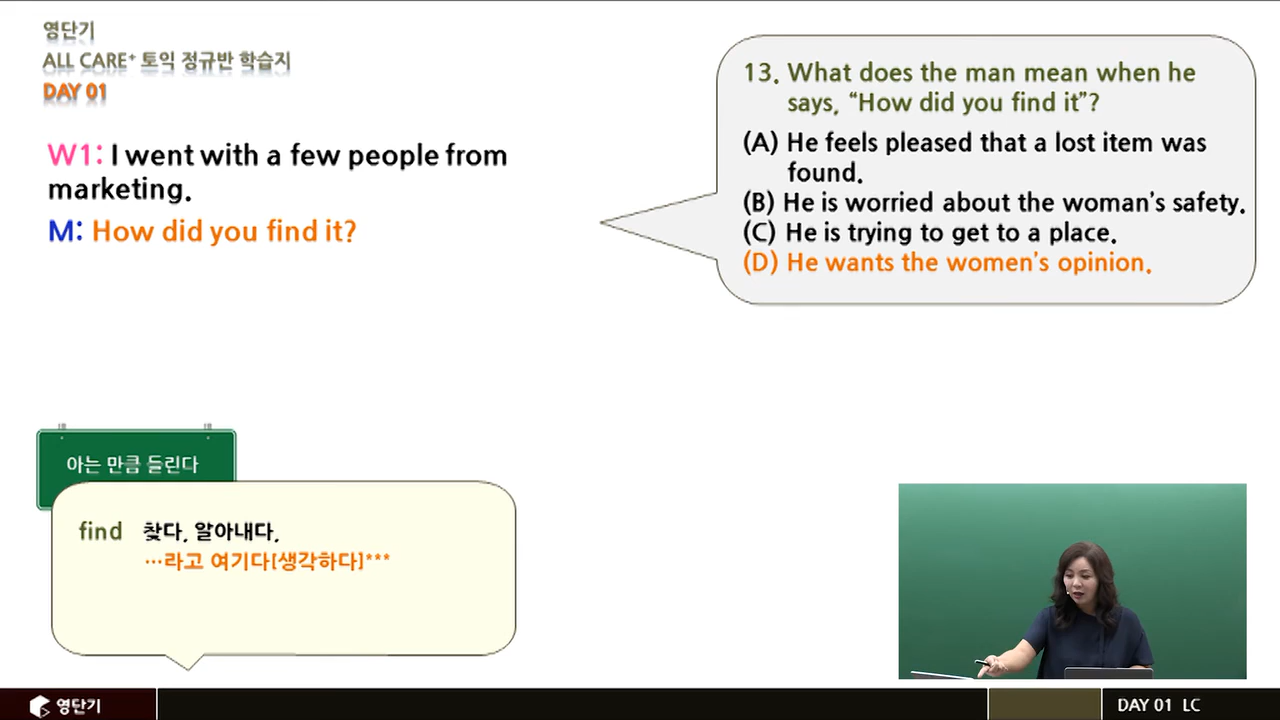 영단기
ALL CARE+ 토익 정규반 학습지
DAY 01
W1: I went with a few people from
marketing.
M: How did you find it?
13. What does the man mean when he
says, “How did you find it”?
(A) He feels pleased that a lost item was
found.
(B) He is worried about the woman’s safety.
(C) He is trying to get to a place.
(D) He wants the women’s opinion.
아는 만큼 들린다
find 찾다, 알아내다,
…라고 여기다[생각하다]***
영단기
DAY 01 LC